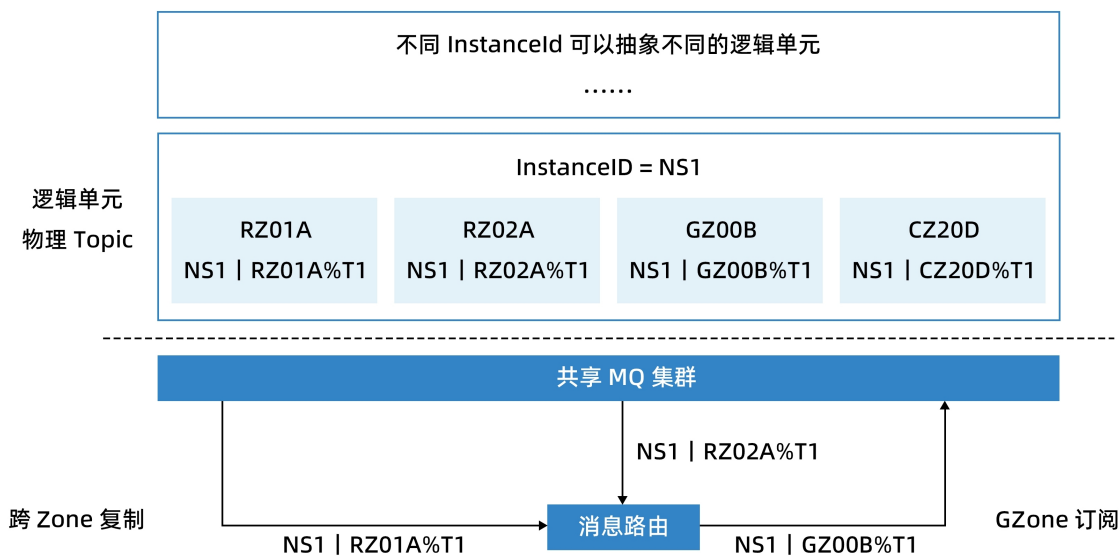 不同 InstanceId 可以抽象不同的逻辑单元
……
InstanceID = NS1
逻辑单元
物理 Topic
RZ01A
NS1 | RZ01A%T1
RZ02A
NS1 | RZ02A%T1
GZ00B
NS1 | GZ00B%T1
CZ20D
NS1 | CZ20D%T1
共享 MQ 集群
NS1 | RZ02A%T1
跨 Zone 复制
消息路由
GZone 订阅
NS1 | RZ01A%T1
NS1 | GZ00B%T1